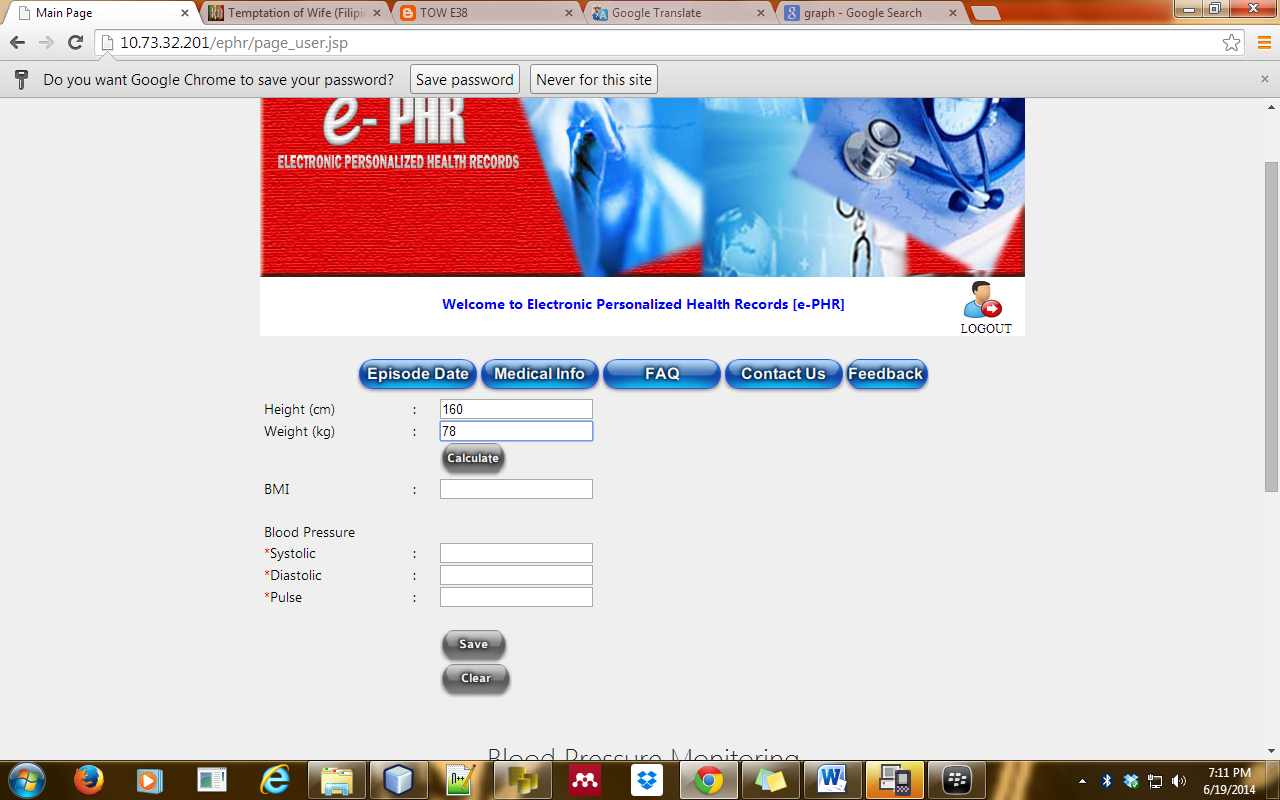 Main Page
Temptation of Wife (Filipi
TOW E38
Google Translate
graph - Google Search
10.73.32.201/ephr/page_user.jsp
Do you want Google Chrome to save your password?
Save password
Never for this site
e-PHR
ELECTRONIC PERSONALIZED HEALTH RECORDS
Welcome to Electronic Personalized Health Records [e-PHR]
LOGOUT
Episode Date
Medical Info
FAQ
Contact Us
Feedback
Height (cm) : 160
Weight (kg) : 78
Calculate
BMI :
Blood Pressure
*Systolic :
*Diastolic :
*Pulse :
Save
Clear
Blood Pressure Monitoring
7:11 PM
6/19/2014